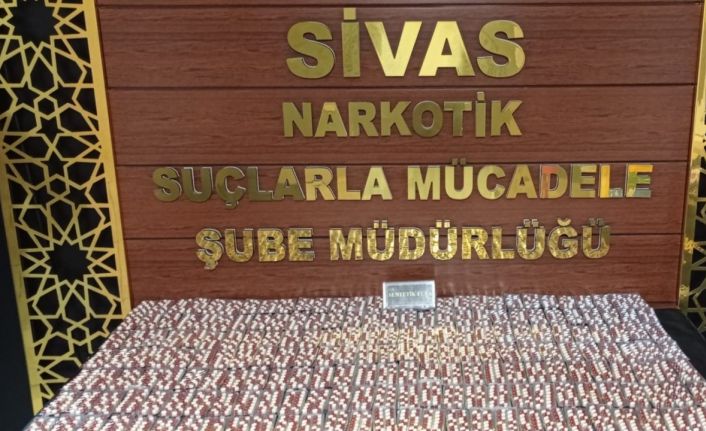 SİVAS
NARKOTİK
SUÇLARLA MÜCADELE
ŞUBE MÜDÜRLÜĞÜ